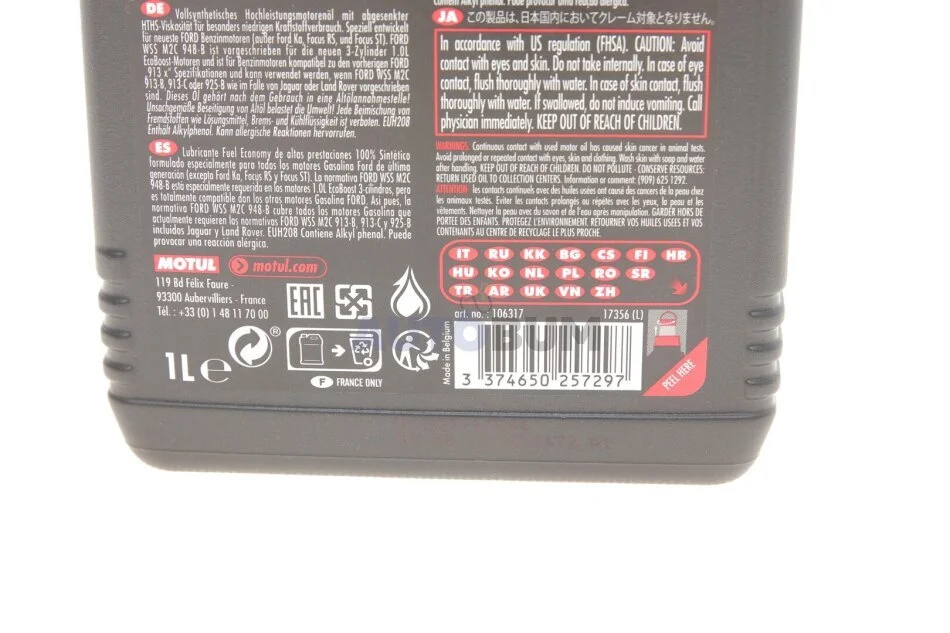 DE Vollsynthetisches Hochleistungsmotorenöl mit abgesenkter
HTHS-Viskosität für besonders niedrigen Kraftstoffverbrauch. Speziell entwickelt
für neueste FORD Benzinmotoren (außer Ford Ka, Focus RS, und Focus ST). FORD
WSS M2C 948-B ist vorgeschrieben für die neuen 3-Zylinder 1.0L
EcoBoost-Motoren und ist für Benzinmotoren kompatibel zu den vorherigen FORD
„913 x“ Spezifikationen und kann verwendet werden, wenn FORD WSS M2C
913-B, 913-C oder 925-B wie im Falle von Jaguar oder Land Rover vorgeschrieben
sind. Dieses Öl gehört nach dem Gebrauch in eine Altölannahmestelle!
Unsachgemäße Beseitigung von Altöl belastet die Umwelt! Jede Beimischung von
Fremdstoffen wie Lösungsmittel, Brems- und Kühlflüssigkeit ist verboten. EUH208
Enthält Alkylphenol. Kann allergische Reaktionen hervorrufen.
ES Lubricante Fuel Economy de altas prestaciones 100% Sintético
formulado especialmente para todos los motores Gasolina Ford de última
generación (excepto Ford Ka, Focus RS y Focus ST). La normativa FORD WSS M2C
948-B esta especialmente requerida en los motores 1.0L EcoBoost 3-cilindros, pero
es totalmente compatible don los otros motores Gasolina FORD. Asi pues, la
normativa FORD WSS M2C 948-B cubre todos los motores Gasolina que
actualmente requieran las normativas FORD WSS M2C 913-B, 913-C y 925-B
incluidos Jaguar y Land Rover. EUH208 Contiene Alkyl phenol. Puede
provocar una reacción alérgica.
MOTUL motul.com
119 Bd Félix Faure -
93300 Aubervilliers - France
Tél. : +33 (0) 1 48 11 70 00
EAC
1L e
®
F FRANCE ONLY
contiem Alkyl phenol. Pode provocar uma reação alérgica.
JA この製品は、日本国内においてクレーム対象となりません。
In accordance with US regulation (FHSA). CAUTION: Avoid
contact with eyes and skin. Do not take internally. In case of eye
contact, flush thoroughly with water. In case of skin contact, flush
thoroughly with water. If swallowed, do not induce vomiting. Call
physician immediately. KEEP OUT OF REACH OF CHILDREN.
WARNINGS. Continuous contact with used motor oil has caused skin cancer in animal tests.
Avoid prolonged or repeated contact with eyes, skin and clothing. Wash skin with soap and water
after handling. KEEP OUT OF REACH OF CHILDREN. DO NOT POLLUTE - CONSERVE RESOURCES:
RETURN USED OIL TO COLLECTION CENTERS. Information or comment: (909) 625 1292.
ATTENTION les contacts continuels avec des huiles usées ont causé des cancers de la peau chez
les animaux testés. Eviter les contacts prolongés ou répétés avec les yeux, la peau et les
vêtements. Nettoyer la peau avec du savon et de l'eau après manipulation. GARDER HORS DE
PORTEE DES ENFANTS. PROTEGEZ L'ENVIRONNEMENT. RETOURNER VOS HUILES USEES ET VOS
CONTENANTS AU CENTRE DE RECYCLAGE LE PLUS PROCHE.
IT RU KK BG CS FI HR
HU KO NL PL RO SR
TR AR UK VN ZH
art. no. : 106317 17356 (L)
Made in Belgium
3 374650 257297
PEEL HERE
AUTOBUM